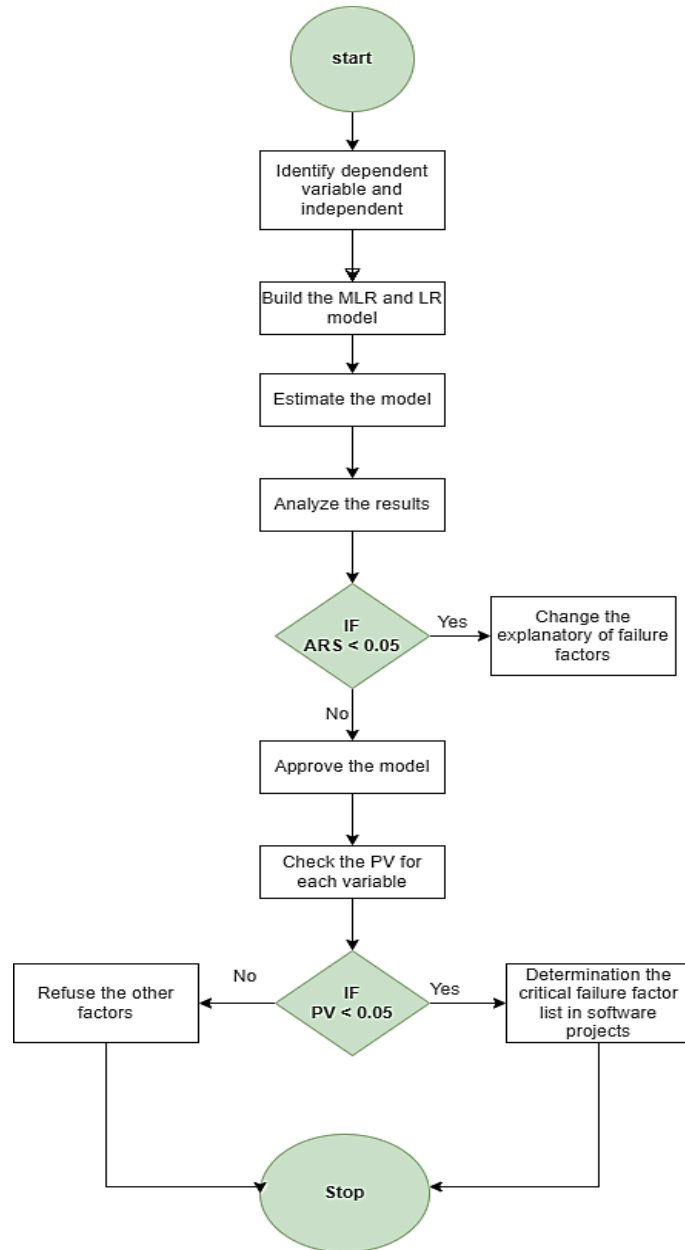 start
Identify dependent
variable and
independent
Build the MLR and LR
model
Estimate the model
Analyze the results
IF
ARS < 0.05
Yes
Change the
explanatory of failure
factors
No
Approve the model
Check the PV for
each variable
Refuse the other
factors
No
IF
PV < 0.05
Yes
Determination the
critical failure factor
list in software
projects
Stop